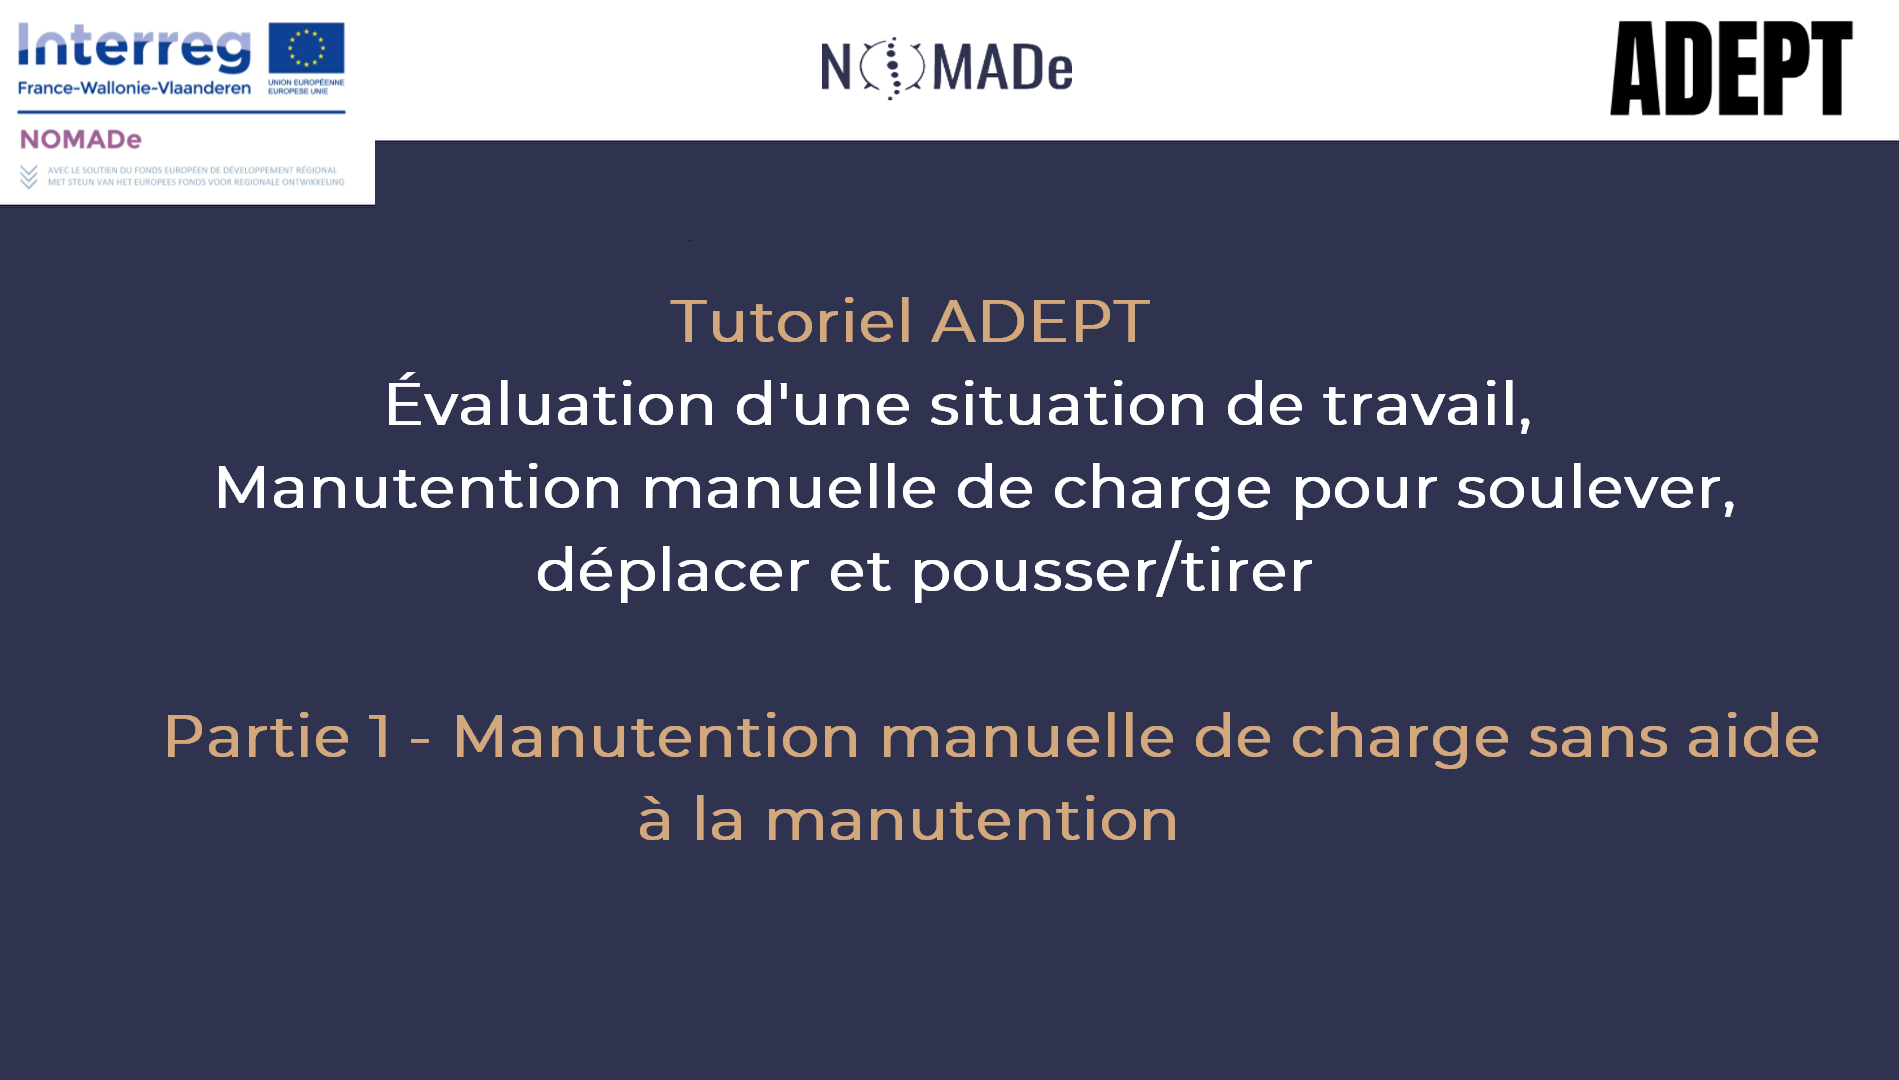 Interreg
France-Wallonie-Vlaanderen
UNION EUROPÉENNE
EUROPESE UNIE
NOMADe
AVEC LE SOUTIEN DU FONDS EUROPÉEN DE DÉVELOPPEMENT RÉGIONAL
MET STEUN VAN HET EUROPEES FONDS VOOR REGIONALE ONTWIKKELING
NOMADe
ADEPT
Tutoriel ADEPT
Évaluation d'une situation de travail,
Manutention manuelle de charge pour soulever,
déplacer et pousser/tirer
Partie 1 - Manutention manuelle de charge sans aide
à la manutention